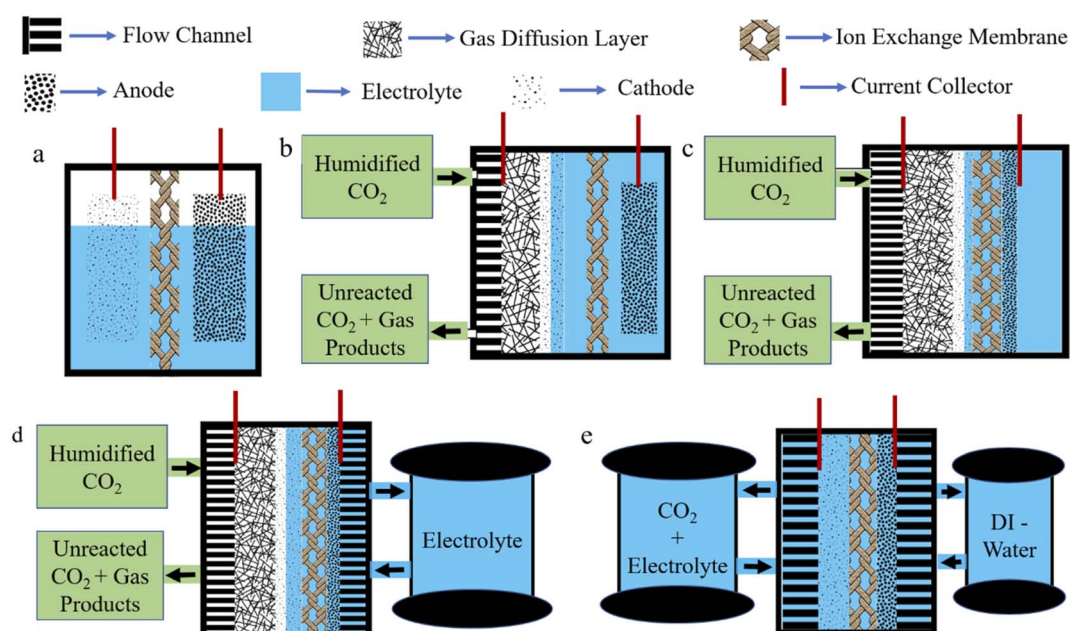 Flow Channel
Gas Diffusion Layer
Ion Exchange Membrane
Anode
Electrolyte
Cathode
Current Collector
a
b
c
Humidified
CO₂
Unreacted
CO₂ + Gas
Products
Humidified
CO₂
Unreacted
CO₂ + Gas
Products
d
e
Humidified
CO₂
Unreacted
CO₂ + Gas
Products
Electrolyte
CO₂
+
Electrolyte
DI -
Water